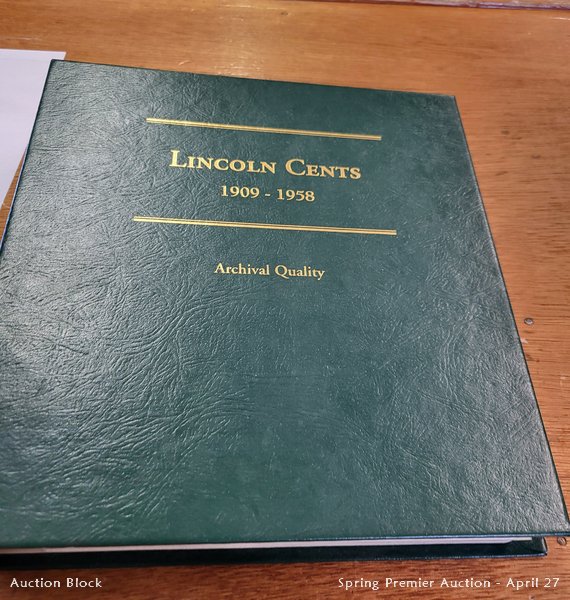 Lincoln Cents
1909 - 1958
Archival Quality
Auction Block
Spring Premier Auction - April 27